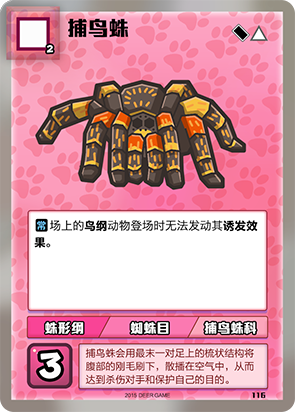 2
捕鸟蛛
常 场上的鸟纲动物登场时无法发动其诱发效
果。
蛛形纲 蜘蛛目 捕鸟蛛科
3
捕鸟蛛会用最末一对足上的梳状结构将
腹部的刚毛刷下，散播在空气中，从而
达到杀伤对手和保护自己的目的。
2015 DEER GAME
116